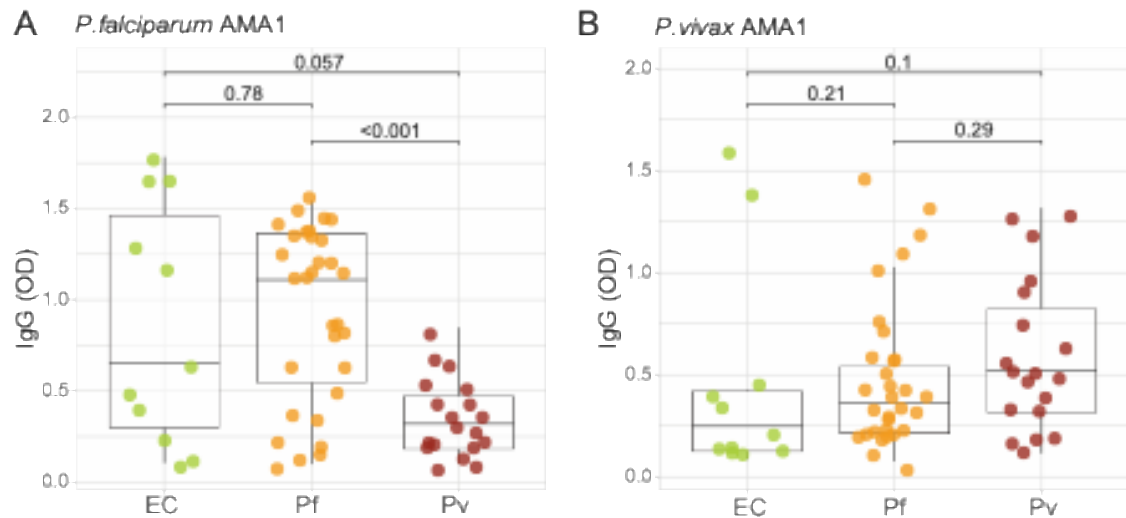 A P.falciparum AMA1
0.057
0.78
<0.001
2.0
1.5
1.0
0.5
0.0
IgG (OD)
EC Pf Pv
B P.vivax AMA1
2.0
0.1
0.21
0.29
1.5
1.0
0.5
0.0
IgG (OD)
EC Pf Pv